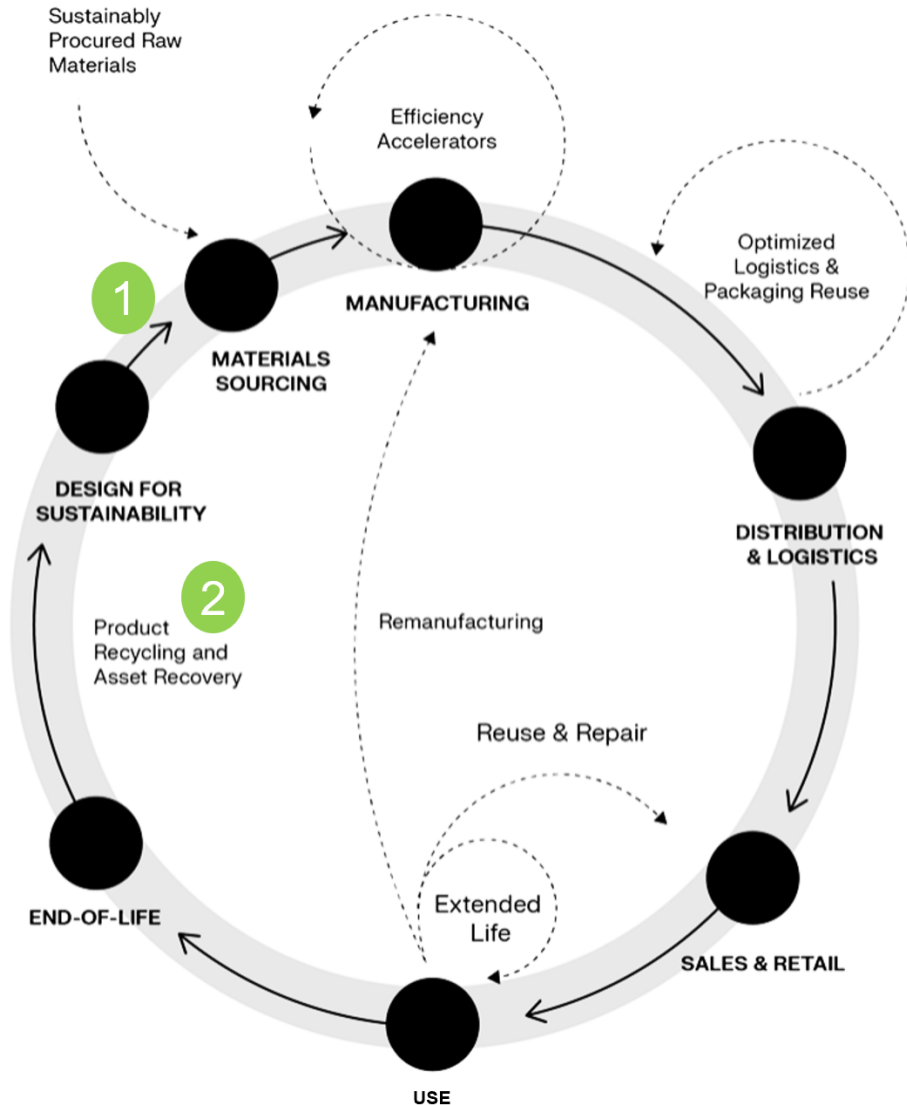 Sustainably
Procured Raw
Materials
Efficiency
Accelerators
Optimized
Logistics &
Packaging Reuse
1
MANUFACTURING
MATERIALS
SOURCING
DESIGN FOR
SUSTAINABILITY
DISTRIBUTION
& LOGISTICS
2
Product
Recycling and
Asset Recovery
Remanufacturing
Reuse & Repair
Extended
Life
END-OF-LIFE
SALES & RETAIL
USE